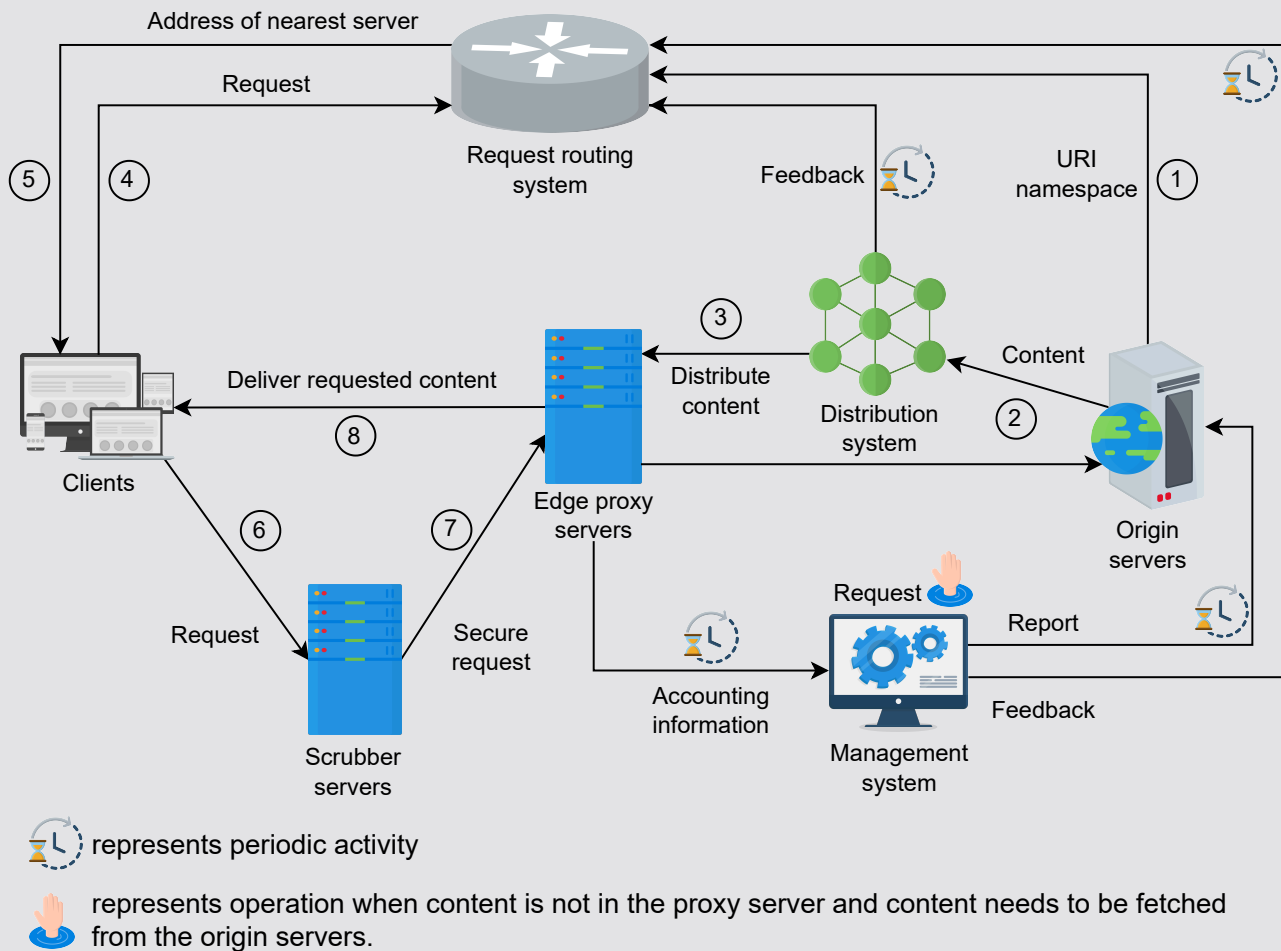 Address of nearest server
Request
Request routing
system
5
4
Feedback
URI
namespace
1
3
Distribute
content
Content
2
Distribution
system
Deliver requested content
8
Clients
Edge proxy
servers
Origin
servers
6
7
Request
Secure
request
Scrubber
servers
Request
Report
Accounting
information
Feedback
Management
system
represents periodic activity
represents operation when content is not in the proxy server and content needs to be fetched
from the origin servers.